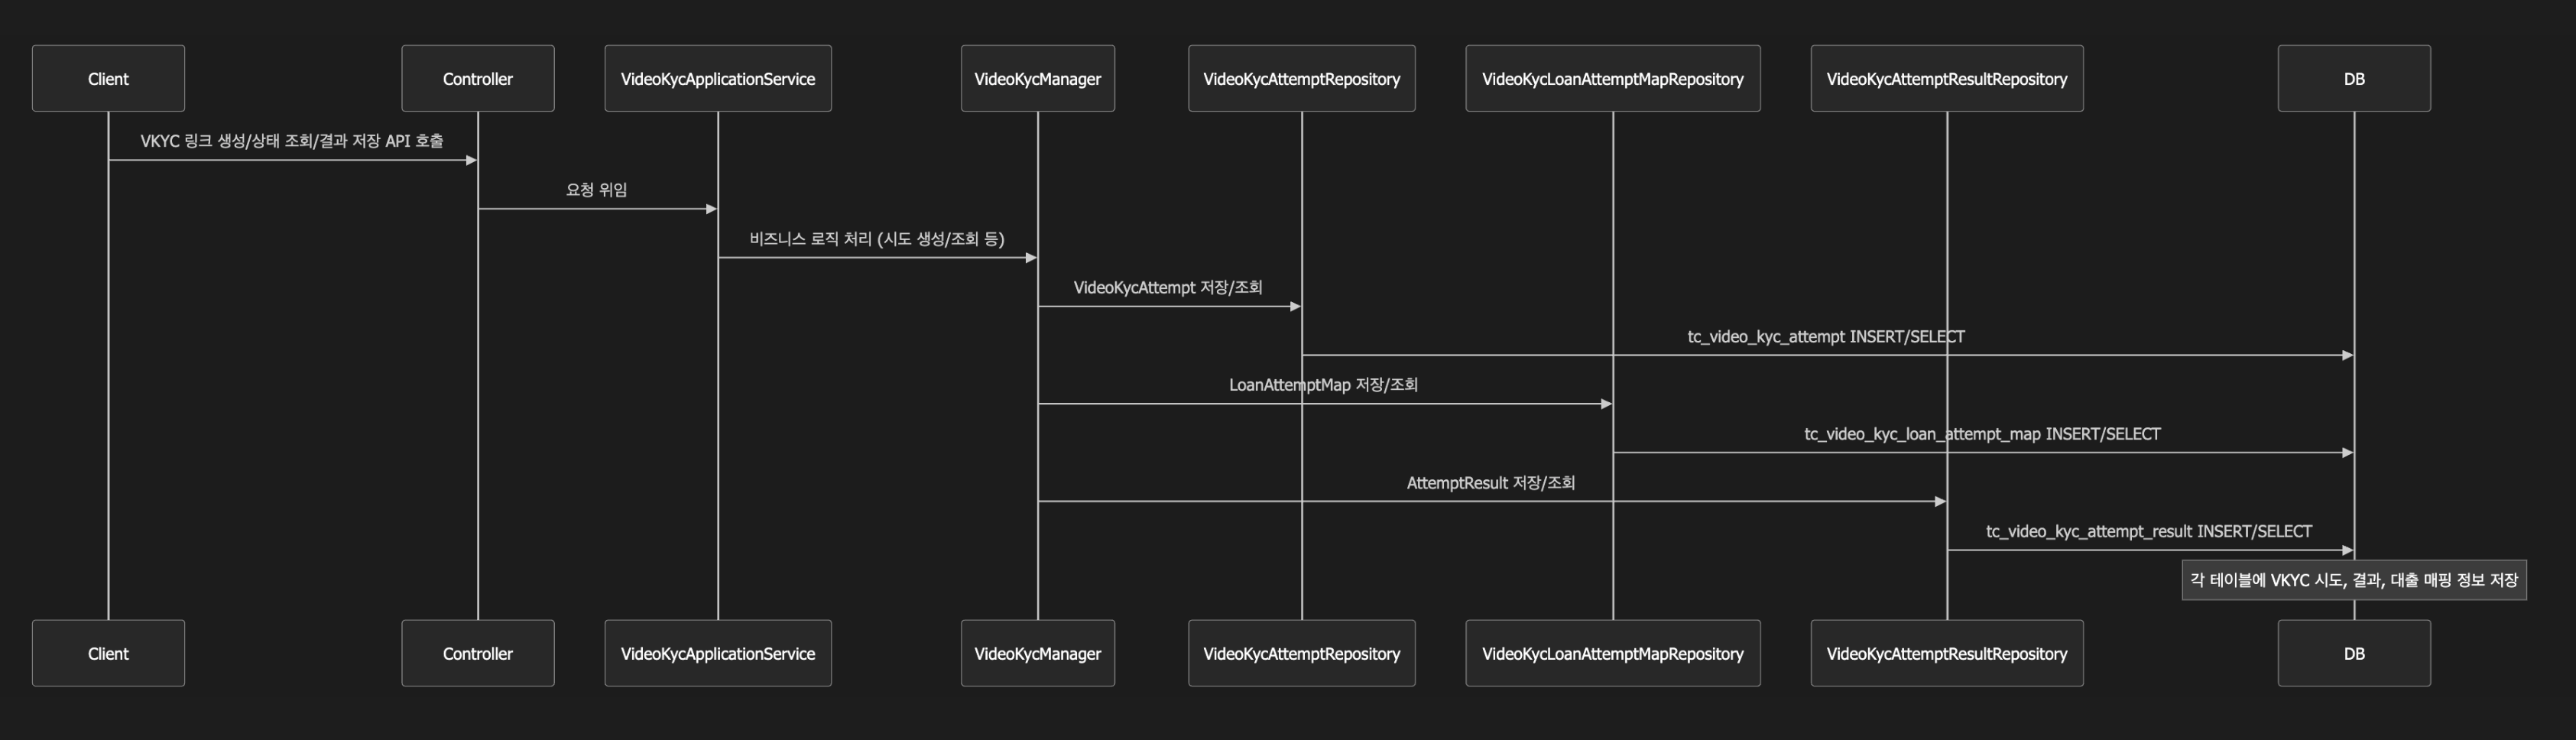 Client
Controller
VideoKycApplicationService
VideoKycManager
VideoKycAttemptRepository
VideoKycLoanAttemptMapRepository
VideoKycAttemptResultRepository
DB
VKYC 링크 생성/상태 조회/결과 저장 API 호출
요청 위임
비즈니스 로직 처리 (시도 생성/조회 등)
VideoKycAttempt 저장/조회
tc_video_kyc_attempt INSERT/SELECT
LoanAttemptMap 저장/조회
tc_video_kyc_loan_attempt_map INSERT/SELECT
AttemptResult 저장/조회
tc_video_kyc_attempt_result INSERT/SELECT
각 테이블에 VKYC 시도, 결과, 대출 매핑 정보 저장
Client
Controller
VideoKycApplicationService
VideoKycManager
VideoKycAttemptRepository
VideoKycLoanAttemptMapRepository
VideoKycAttemptResultRepository
DB